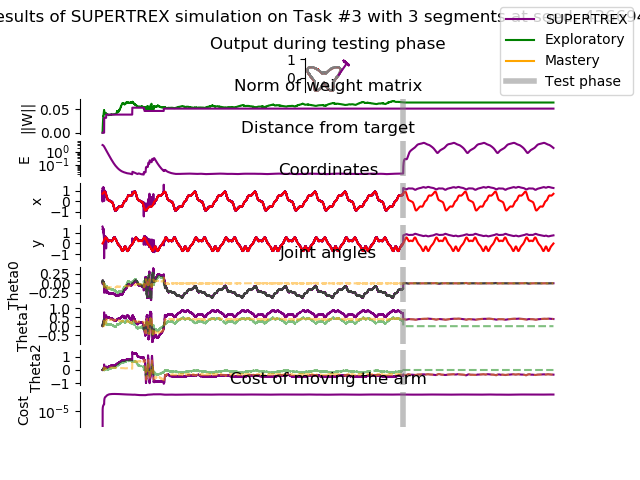 esults of SUPERTREX simulation on Task #3 with 3 segments at
SUPERTREX
Exploratory
Mastery
Test phase
Output during testing phase
1
0
Norm of weight matrix
||W||
0.05
0.00
Distance from target
E
10⁰
10⁻¹
Coordinates
x
1
0
−1
y
1
0
−1
Joint angles
Theta0
0.25
0.00
−0.25
Theta1
1.0
0.5
0.0
−0.5
Theta2
1
0
−1
Cost of moving the arm
Cost
10⁻⁵